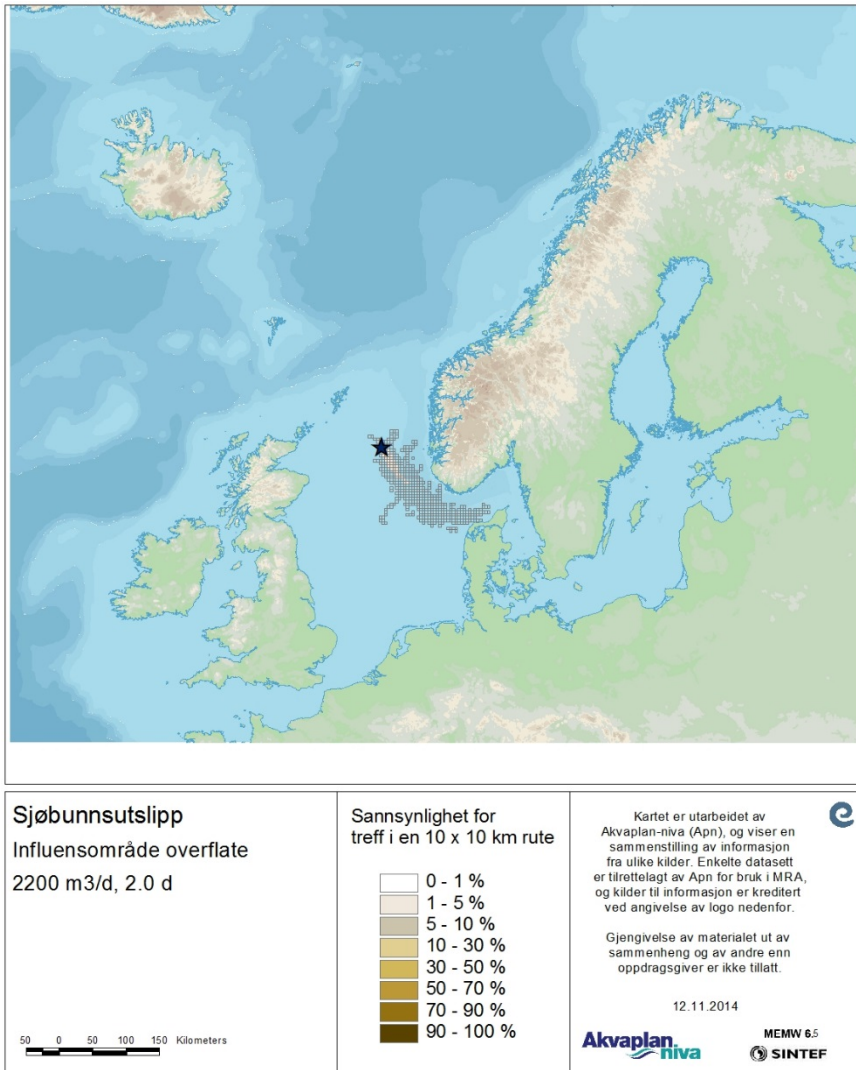 Sjøbunnsutslipp
Influensområde overflate
2200 m3/d, 2.0 d
50 0 50 100 150 Kilometers
Sannsynlighet for
treff i en 10 x 10 km rute
0 - 1 %
1 - 5 %
5 - 10 %
10 - 30 %
30 - 50 %
50 - 70 %
70 - 90 %
90 - 100 %
Kartet er utarbeidet av
Akvaplan-niva (Apn), og viser en
sammenstilling av informasjon
fra ulike kilder. Enkelte datasett
er tilrettelagt av Apn for bruk i MRA,
og kilder til informasjon er kreditert
ved angivelse av logo nedenfor.
Gjengivelse av materialet ut av
sammenheng og av andre enn
oppdragsgiver er ikke tillatt.
12.11.2014
Akvaplan
niva
MEMW 6.5
SINTEF